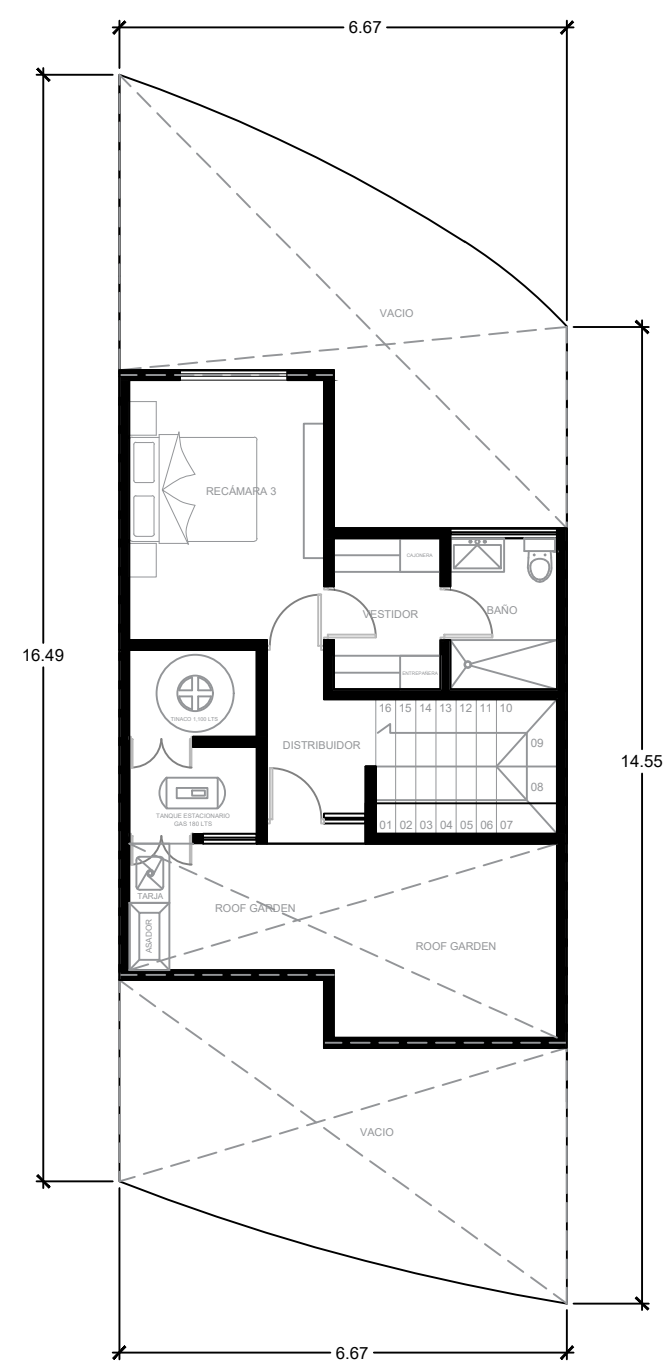 6.67
VACIO
RECÁMARA 3
CAJONERA
VESTIDOR
BAÑO
16.49
ENTREPAÑERA
TINACO 1,100 LTS
16 15 14 13 12 11 10
DISTRIBUIDOR
09
14.55
08
TANQUE ESTACIONARIO
GAS 180 LTS
01 02 03 04 05 06 07
TARJA
ROOF GARDEN
ASADOR
ROOF GARDEN
VACIO
6.67